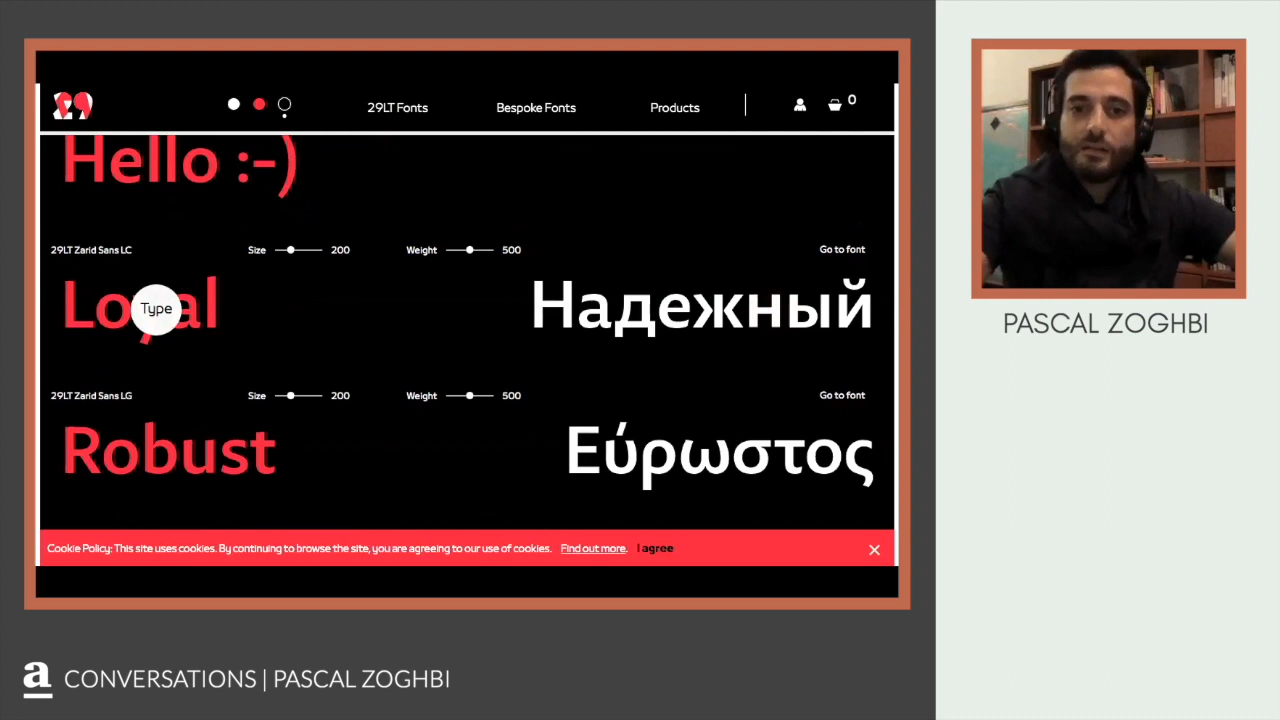 29
29LT Fonts
Bespoke Fonts
Products
0
Hello :-)
29LT Zarid Sans LC
Size
200
Weight
500
Go to font
Loyal
Type
Надежный
29LT Zarid Sans LG
Size
200
Weight
500
Go to font
Robust
Εύρωστος
Cookie Policy: This site uses cookies. By continuing to browse the site, you are agreeing to our use of cookies. Find out more. I agree
PASCAL ZOGHBI
a CONVERSATIONS | PASCAL ZOGHBI